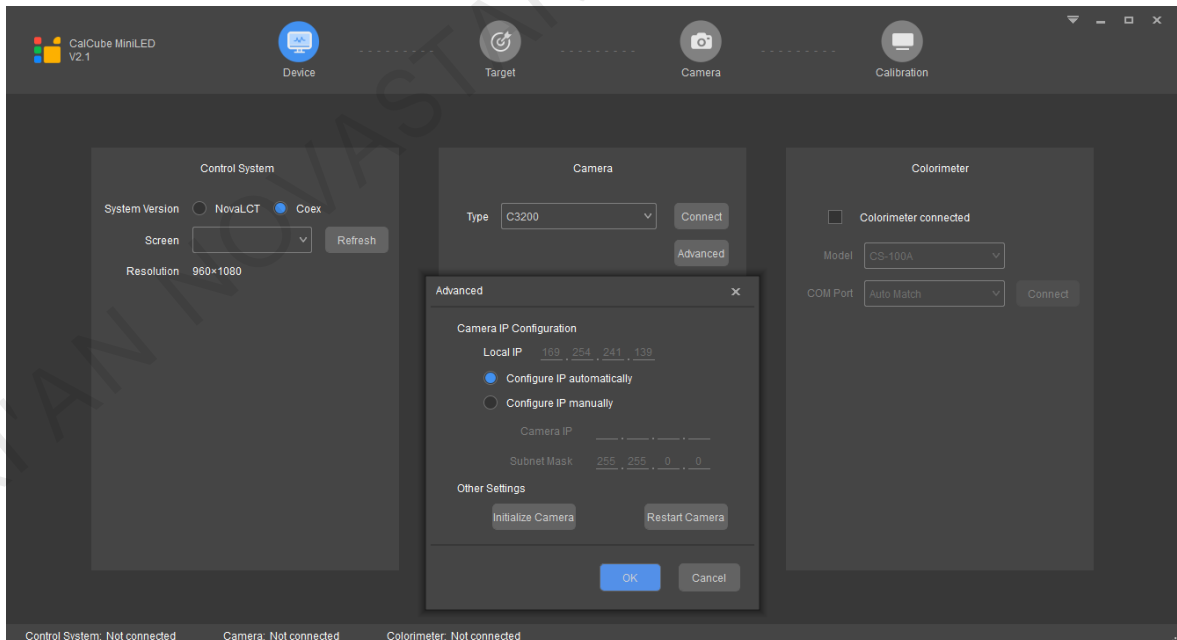 CalCube MiniLED
V2.1
Device
Target
Camera
Calibration
Control System
System Version NovaLCT Coex
Screen Refresh
Resolution 960×1080
Camera
Type C3200 Connect
Advanced
Colorimeter
Colorimeter connected
Model CS-100A
COM Port Auto Match Connect
Advanced
Camera IP Configuration
Local IP 169 . 254 . 241 . 139
Configure IP automatically
Configure IP manually
Camera IP . . .
Subnet Mask 255 . 255 . 0 . 0
Other Settings
Initialize Camera Restart Camera
OK Cancel
Control System: Not connected Camera: Not connected Colorimeter: Not connected
XI'AN NOVASTA